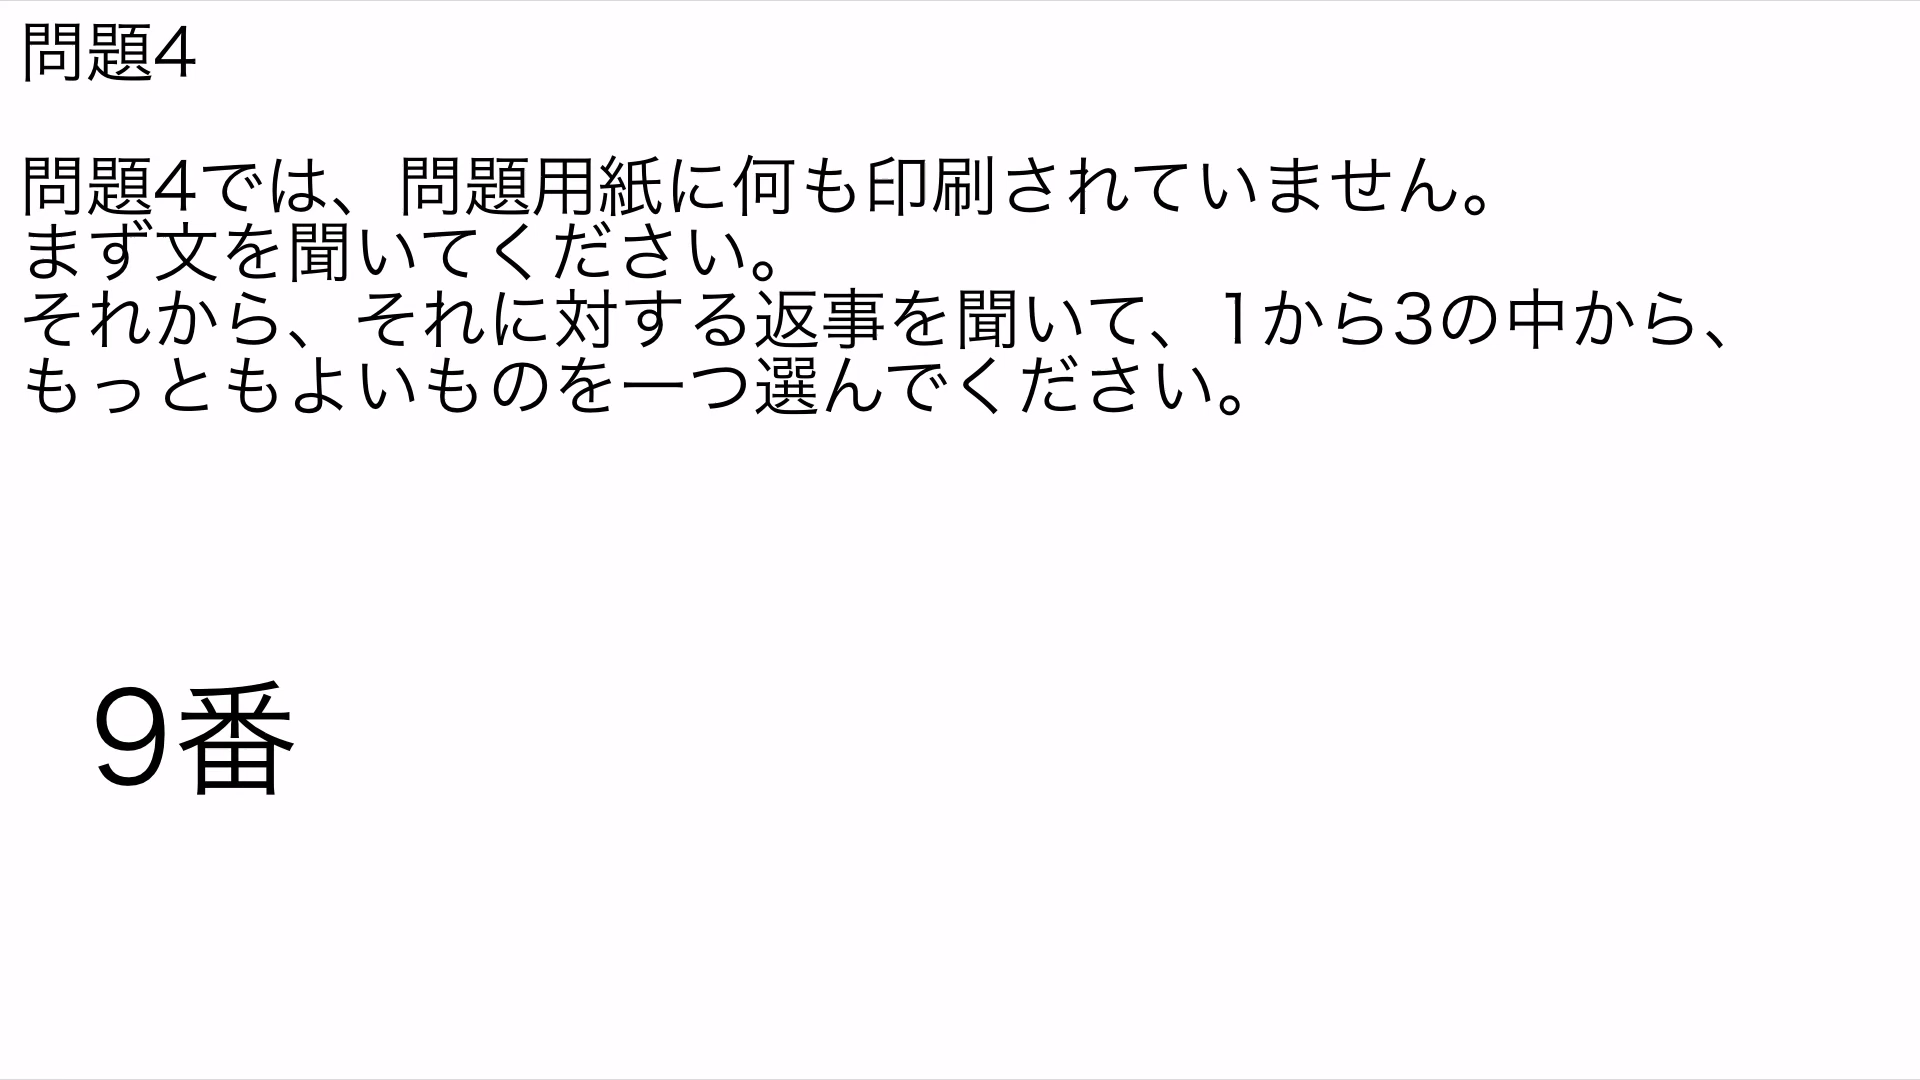 問題4
問題4では、問題用紙に何も印刷されていません。
まず文を聞いてください。
それから、それに対する返事を聞いて、1から3の中から、
もっともよいものを一つ選んでください。
9番